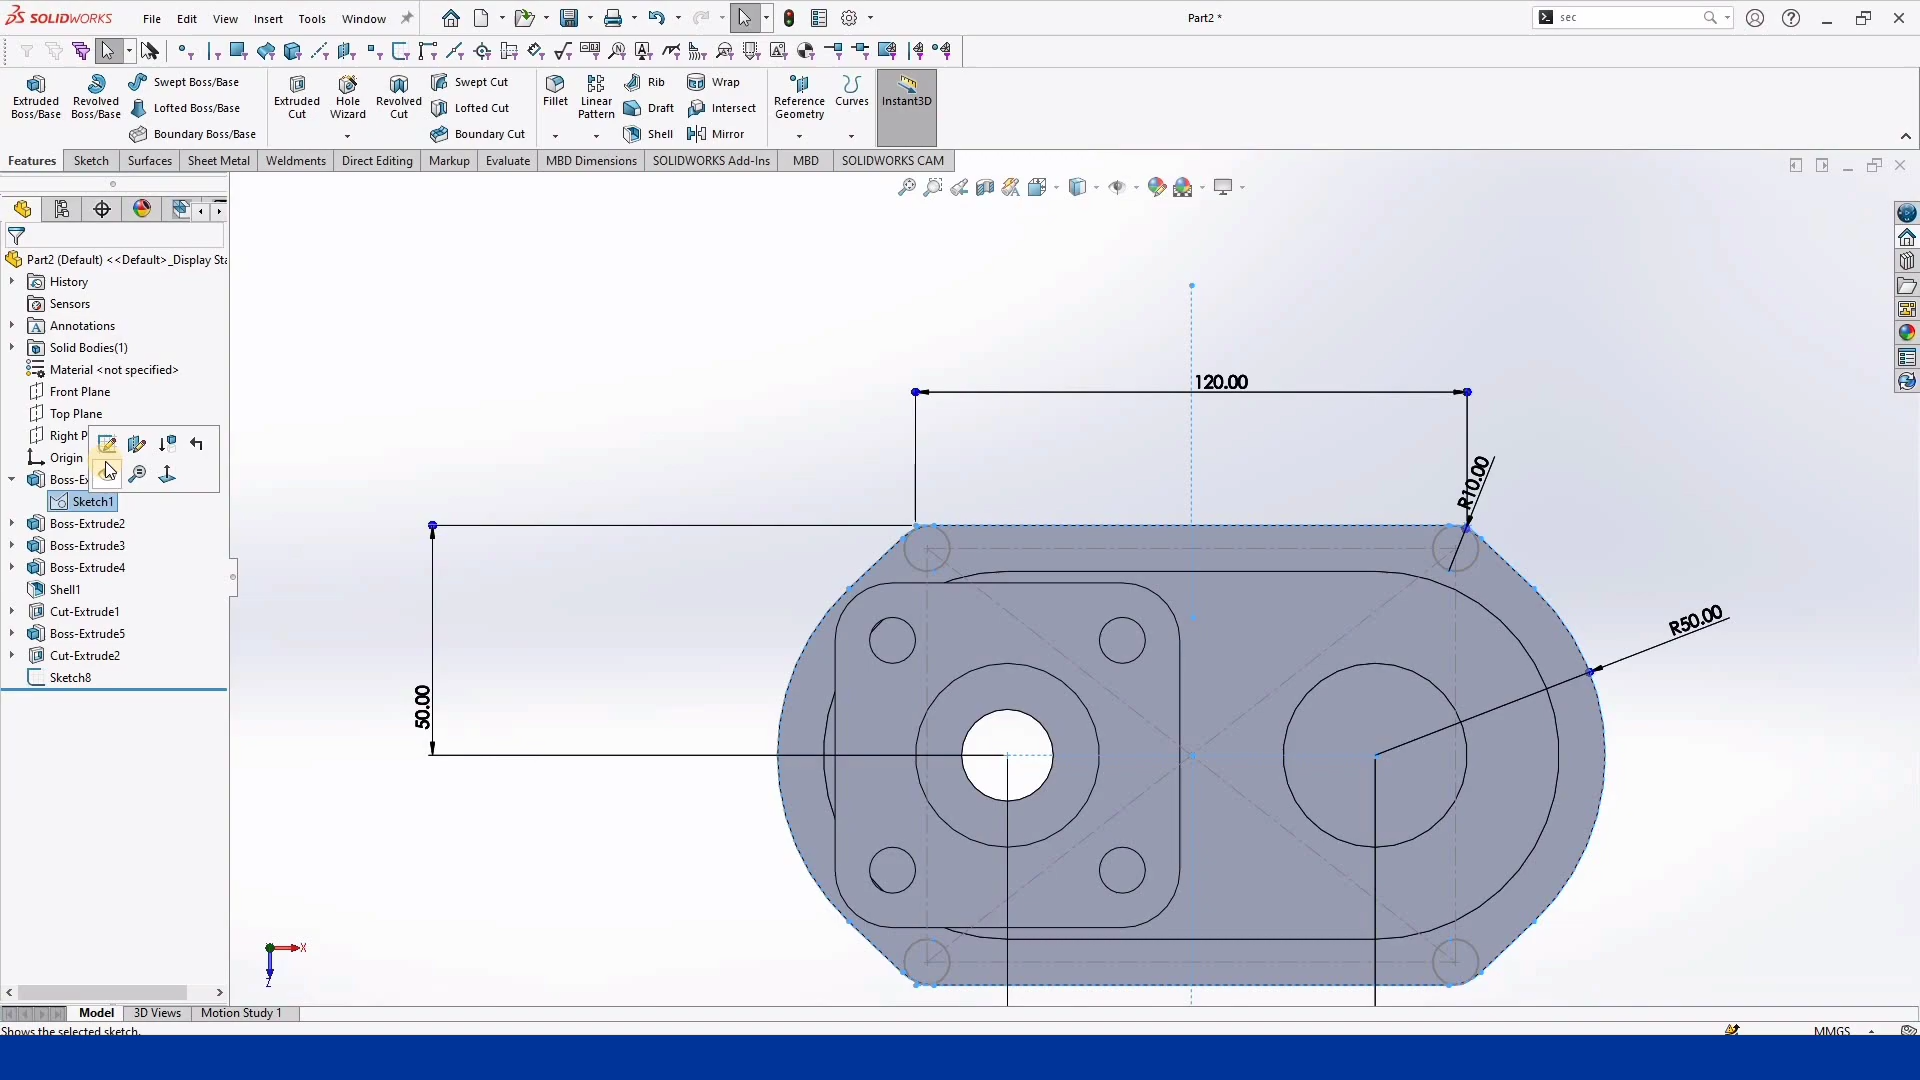 SOLIDWORKS
File Edit View Insert Tools Window
Part2 *
sec
Extruded Boss/Base
Revolved Boss/Base
Swept Boss/Base
Lofted Boss/Base
Boundary Boss/Base
Extruded Cut
Hole Wizard
Revolved Cut
Swept Cut
Lofted Cut
Boundary Cut
Fillet
Linear Pattern
Rib
Draft
Shell
Wrap
Intersect
Mirror
Reference Geometry
Curves
Instant3D
Features Sketch Surfaces Sheet Metal Weldments Direct Editing Markup Evaluate MBD Dimensions SOLIDWORKS Add-Ins MBD SOLIDWORKS CAM
Part2 (Default) <<Default>_Display Sta
History
Sensors
Annotations
Solid Bodies(1)
Material <not specified>
Front Plane
Top Plane
Right P
Origin
Boss-Ex
Sketch1
Boss-Extrude2
Boss-Extrude3
Boss-Extrude4
Shell1
Cut-Extrude1
Boss-Extrude5
Cut-Extrude2
Sketch8
120.00
R10.00
R50.00
50.00
X
Z
Model 3D Views Motion Study 1
Shows the selected sketch.
MMGS